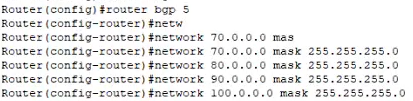 Router(config)#router bgp 5
Router(config-router)#netw
Router(config-router)#network 70.0.0.0 mas
Router(config-router)#network 70.0.0.0 mask 255.255.255.0
Router(config-router)#network 80.0.0.0 mask 255.255.255.0
Router(config-router)#network 90.0.0.0 mask 255.255.255.0
Router(config-router)#network 100.0.0.0 mask 255.255.255.0